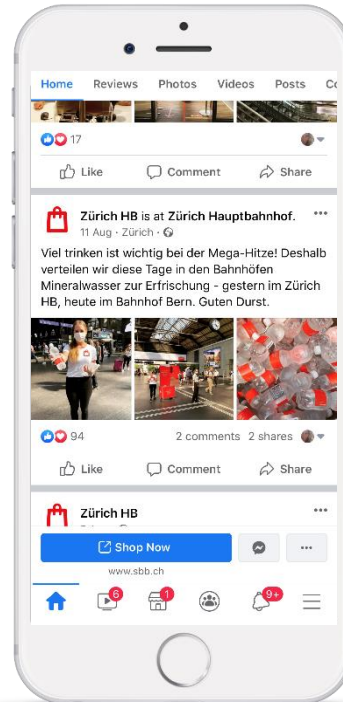 Home Reviews Photos Videos Posts
17
Like Comment Share
Zürich HB is at Zürich Hauptbahnhof.
11 Aug · Zürich ·
Viel trinken ist wichtig bei der Mega-Hitze! Deshalb
verteilen wir diese Tage in den Bahnhöfen
Mineralwasser zur Erfrischung - gestern im Zürich
HB, heute im Bahnhof Bern. Guten Durst.
94 2 comments 2 shares
Like Comment Share
Zürich HB
Shop Now
www.sbb.ch
6 1 9+